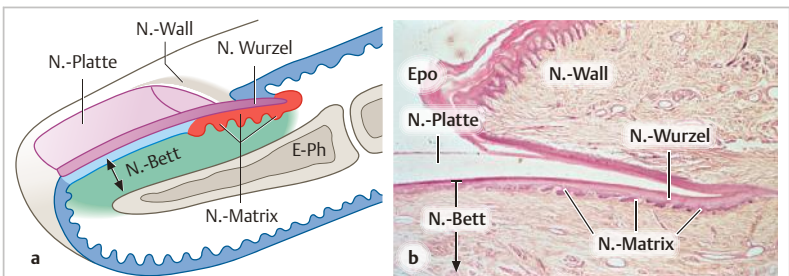 N.-Wall
N.-Platte
N. Wurzel
N.-Bett
E-Ph
N.-Matrix
a
Epo
N.-Wall
N.-Platte
N.-Wurzel
N.-Bett
N.-Matrix
b